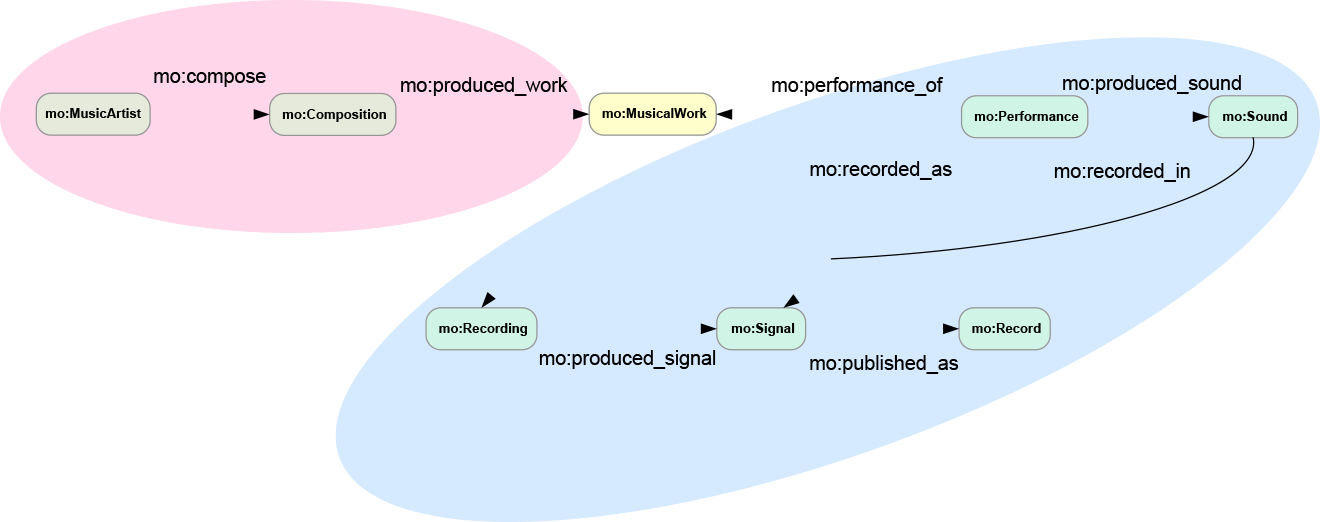 mo:compose
mo:produced_work
mo:performance_of
mo:produced_sound
mo:MusicArtist
mo:Composition
mo:MusicalWork
mo:Performance
mo:Sound
mo:recorded_as
mo:recorded_in
mo:Recording
mo:Signal
mo:Record
mo:produced_signal
mo:published_as